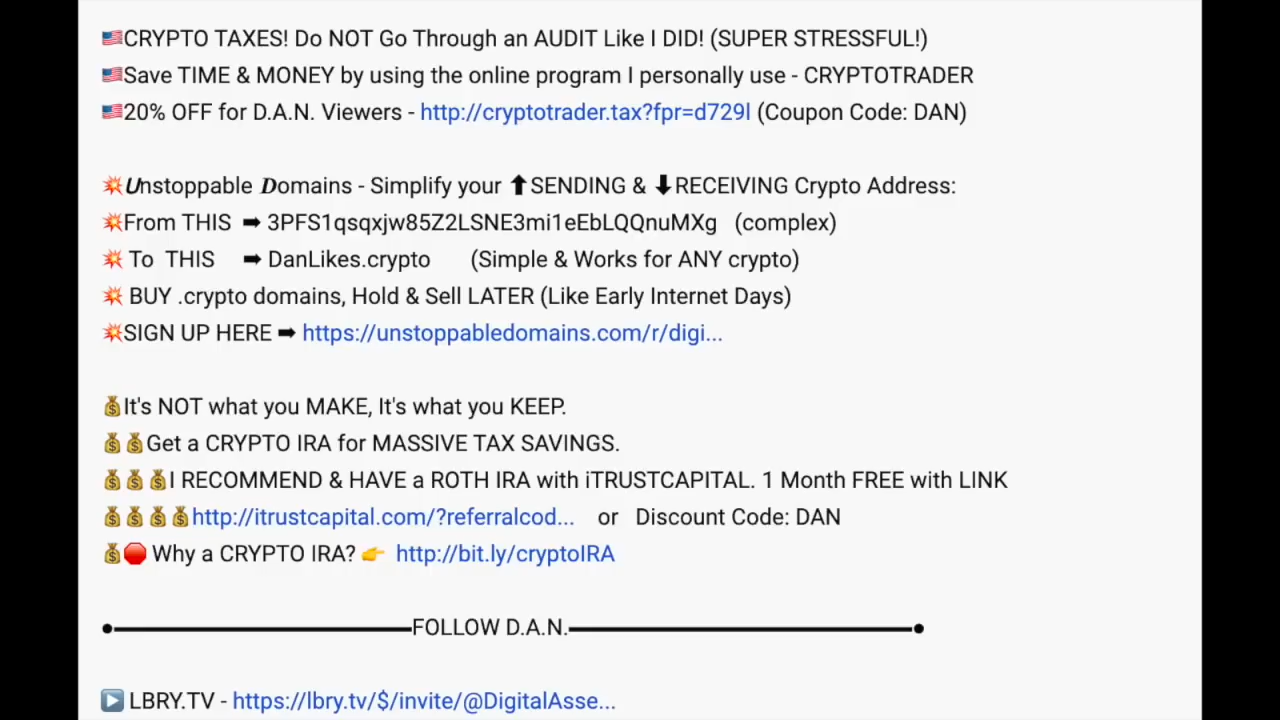 🇺🇸CRYPTO TAXES! Do NOT Go Through an AUDIT Like I DID! (SUPER STRESSFUL!)
🇺🇸Save TIME & MONEY by using the online program I personally use - CRYPTOTRADER
🇺🇸20% OFF for D.A.N. Viewers - http://cryptotrader.tax?fpr=d729l (Coupon Code: DAN)
💥𝙐nstoppable 𝑫omains - Simplify your ⬆SENDING & ⬇RECEIVING Crypto Address:
💥From THIS ➡ 3PFS1qsqxjw85Z2LSNE3mi1eEbLQQnuMXg (complex)
💥 To THIS ➡ DanLikes.crypto (Simple & Works for ANY crypto)
💥 BUY .crypto domains, Hold & Sell LATER (Like Early Internet Days)
💥SIGN UP HERE ➡ https://unstoppabledomains.com/r/digi...
💰It's NOT what you MAKE, It's what you KEEP.
💰💰Get a CRYPTO IRA for MASSIVE TAX SAVINGS.
💰💰💰I RECOMMEND & HAVE a ROTH IRA with iTRUSTCAPITAL. 1 Month FREE with LINK
💰💰💰💰http://itrustcapital.com/?referralcod... or Discount Code: DAN
💰🛑 Why a CRYPTO IRA? 👉 http://bit.ly/cryptoIRA
●▬▬▬▬▬▬▬▬▬▬▬FOLLOW D.A.N.▬▬▬▬▬▬▬▬▬▬▬▬▬●
▶️ LBRY.TV - https://lbry.tv/$/invite/@DigitalAsse...